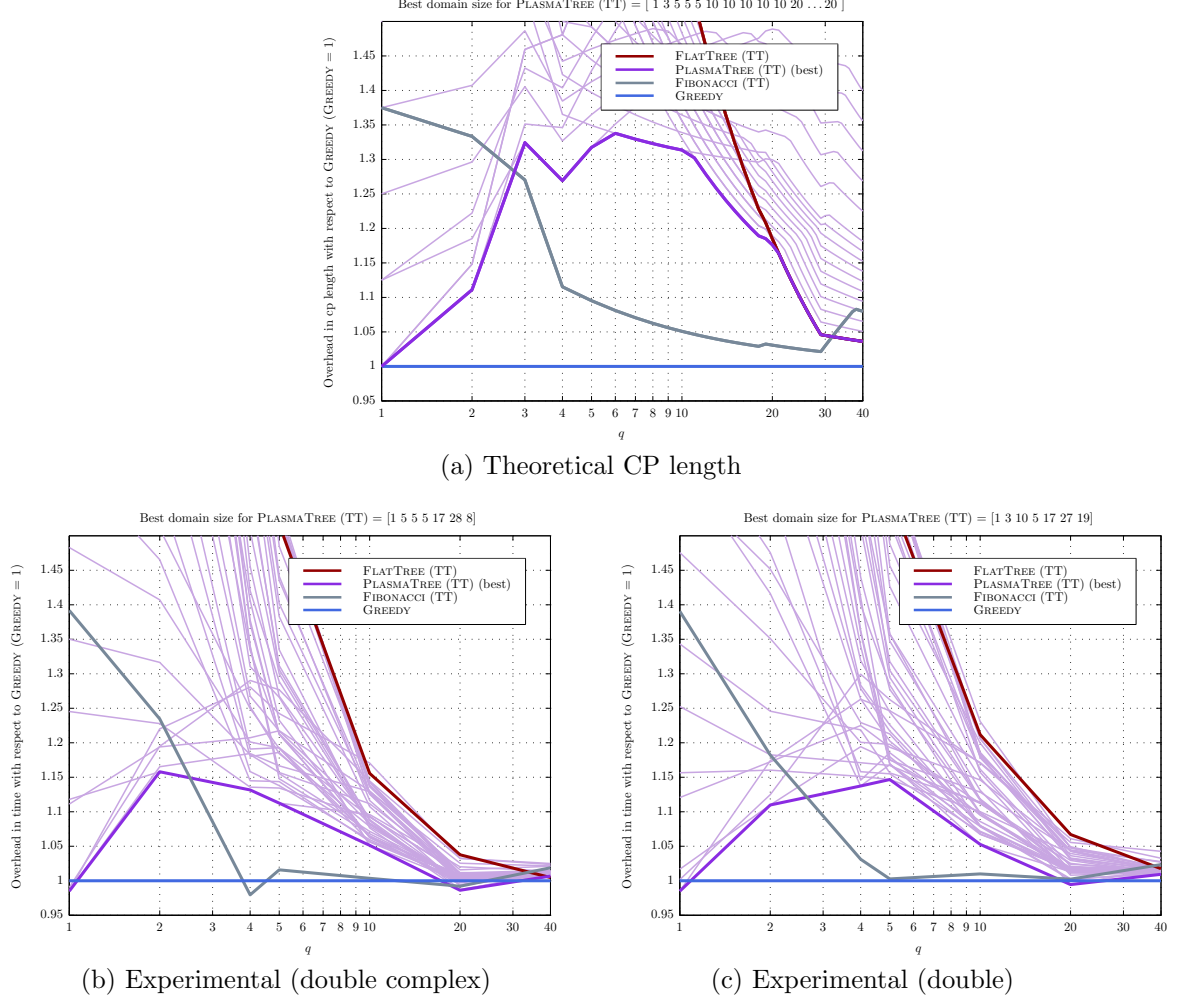 Best domain size for PLASMATREE (TT) = [ 1 3 5 5 5 10 10 10 10 10 20 ... 20 ]
Overhead in cp length with respect to GREEDY (GREEDY = 1)
1.45
1.4
1.35
1.3
1.25
1.2
1.15
1.1
1.05
1
0.95
FLATTREE (TT)
PLASMATREE (TT) (best)
FIBONACCI (TT)
GREEDY
1 2 3 4 5 6 7 8 9 10 20 30 40
q
(a) Theoretical CP length
Best domain size for PLASMATREE (TT) = [1 5 5 5 17 28 8]
Overhead in time with respect to GREEDY (GREEDY = 1)
1.45
1.4
1.35
1.3
1.25
1.2
1.15
1.1
1.05
1
0.95
FLATTREE (TT)
PLASMATREE (TT) (best)
FIBONACCI (TT)
GREEDY
1 2 3 4 5 6 7 8 9 10 20 30 40
q
(b) Experimental (double complex)
Best domain size for PLASMATREE (TT) = [1 3 10 5 17 27 19]
Overhead in time with respect to GREEDY (GREEDY = 1)
1.45
1.4
1.35
1.3
1.25
1.2
1.15
1.1
1.05
1
0.95
FLATTREE (TT)
PLASMATREE (TT) (best)
FIBONACCI (TT)
GREEDY
1 2 3 4 5 6 7 8 9 10 20 30 40
q
(c) Experimental (double)